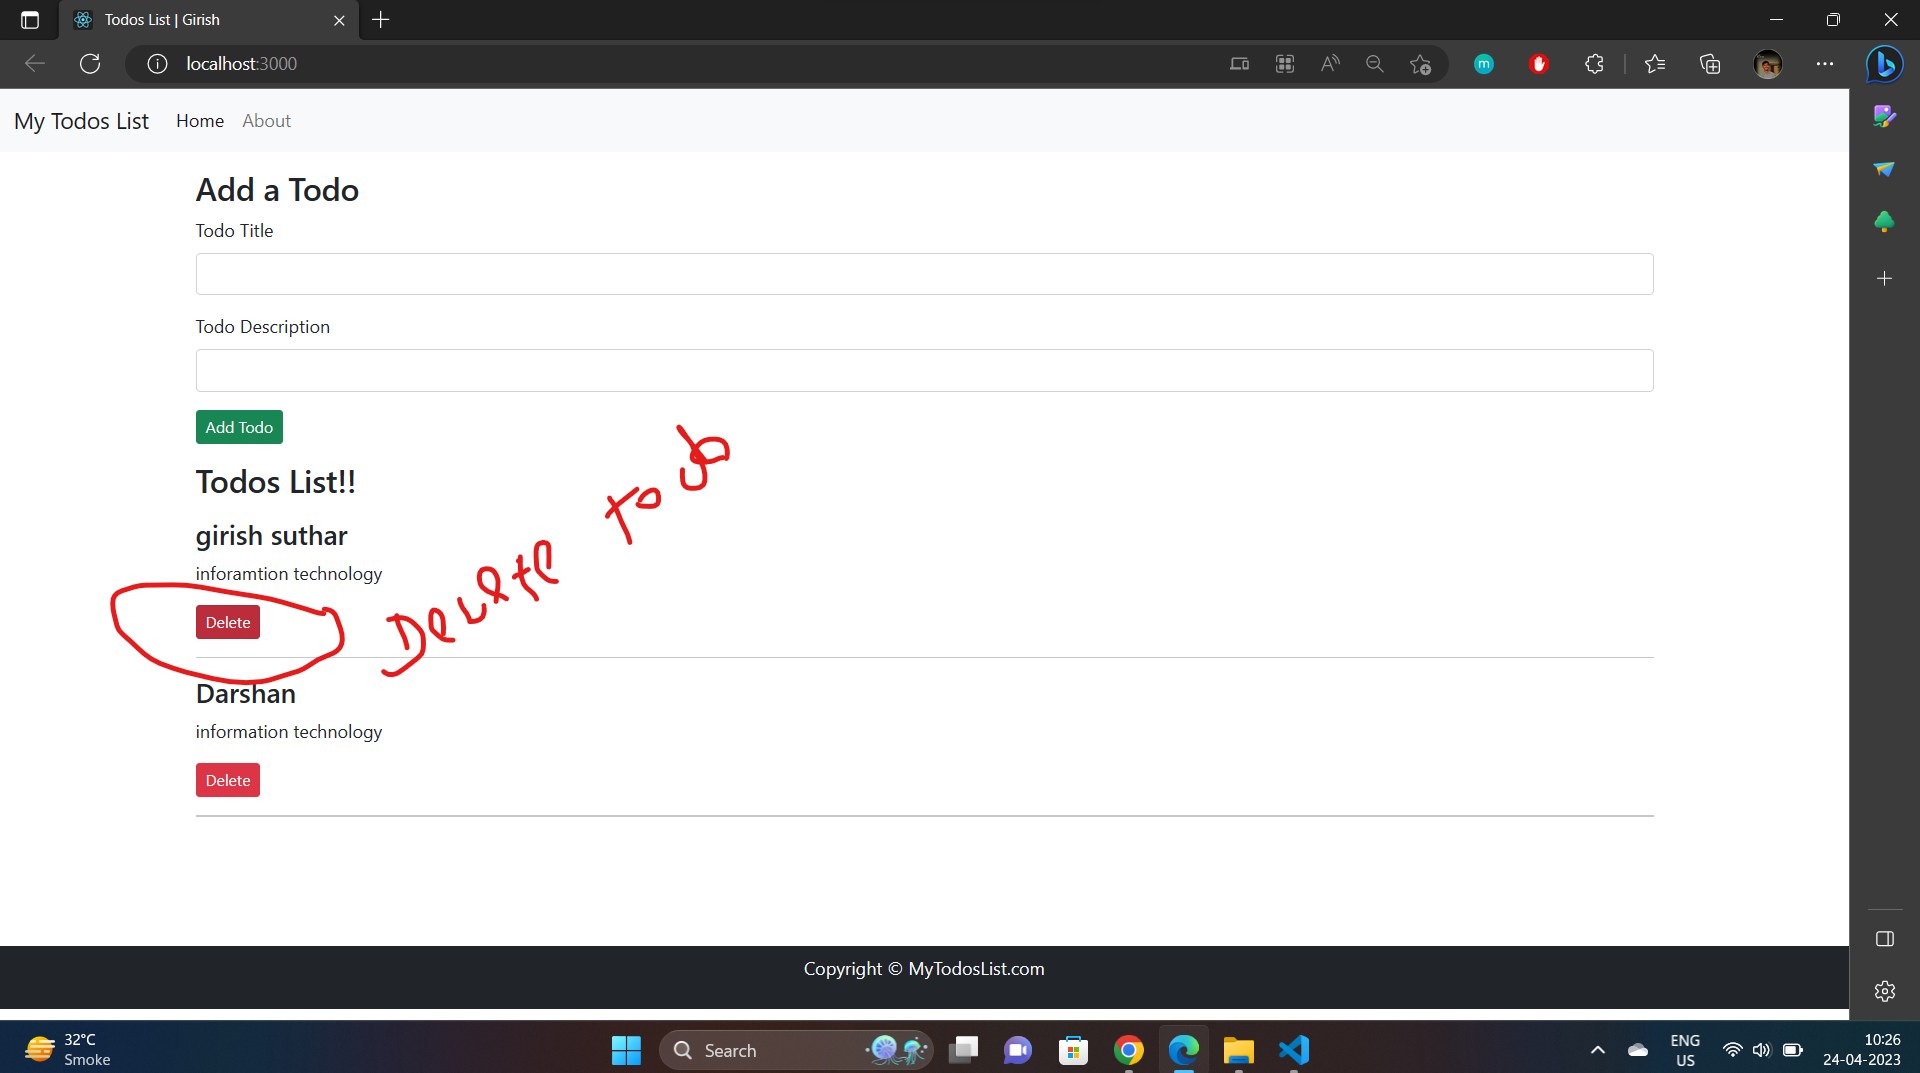 Todos List | Girish
localhost:3000
My Todos List Home About
Add a Todo
Todo Title
Todo Description
Add Todo
Todos List!!
girish suthar
inforamtion technology
Delete
Delete Todo
Darshan
information technology
Delete
Copyright © MyTodosList.com
32°C
Smoke
Search
ENG
US
10:26
24-04-2023